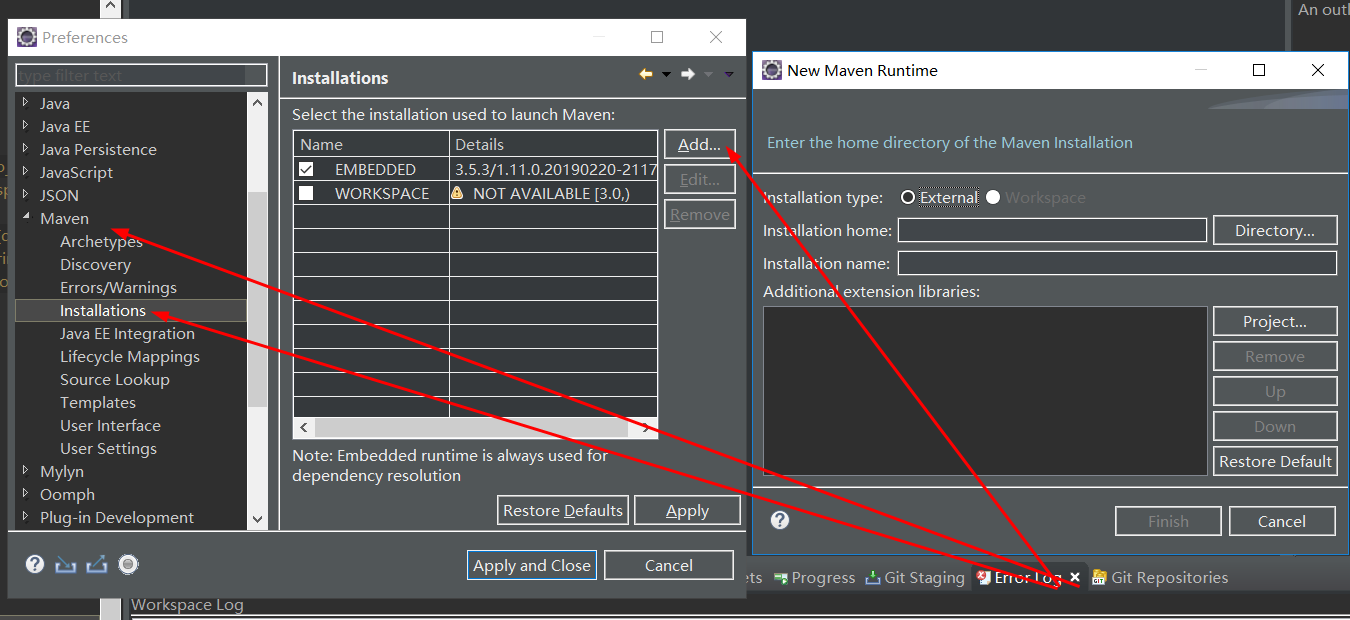 An outl
Preferences
type filter text
Java
Java EE
Java Persistence
JavaScript
JSON
Maven
Archetypes
Discovery
Errors/Warnings
Installations
Java EE Integration
Lifecycle Mappings
Source Lookup
Templates
User Interface
User Settings
Mylyn
Oomph
Plug-in Development
Installations
Select the installation used to launch Maven:
Name Details
EMBEDDED 3.5.3/1.11.0.20190220-2117
WORKSPACE NOT AVAILABLE [3.0,)
Add...
Edit...
Remove
Note: Embedded runtime is always used for
dependency resolution
Restore Defaults Apply
Apply and Close Cancel
New Maven Runtime
Enter the home directory of the Maven Installation
Installation type: External Workspace
Installation home: Directory...
Installation name:
Additional extension libraries:
Project...
Remove
Up
Down
Restore Default
Finish Cancel
ets Progress Git Staging Error Log Git Repositories
Workspace Log